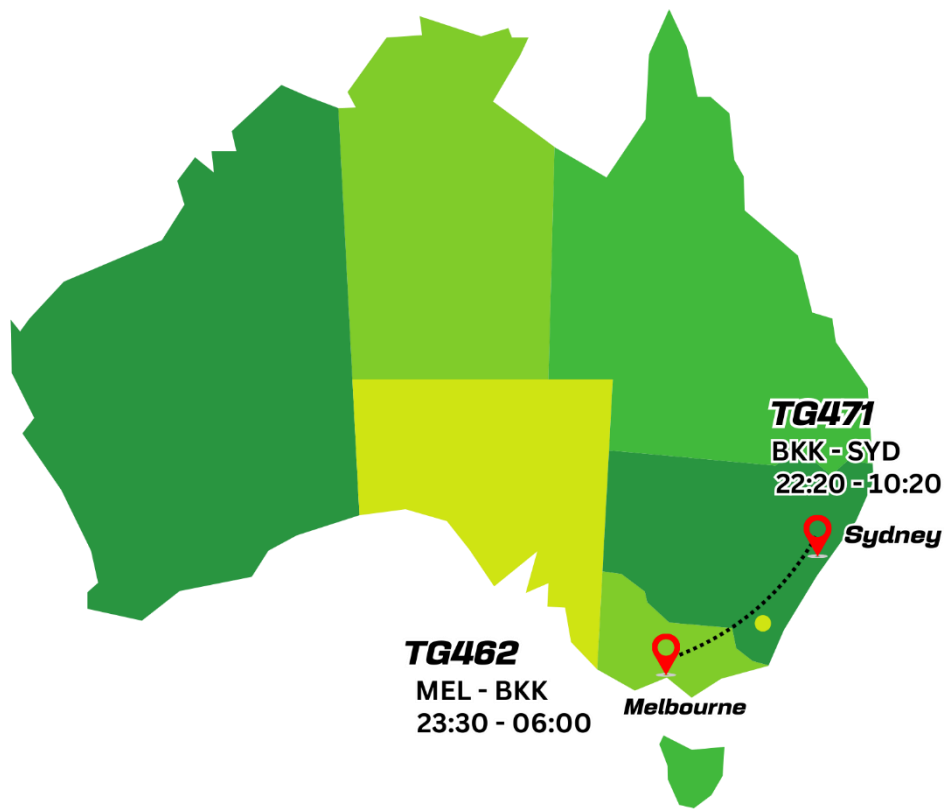 TG471
BKK - SYD
22:20 - 10:20
Sydney
TG462
MEL - BKK
23:30 - 06:00
Melbourne